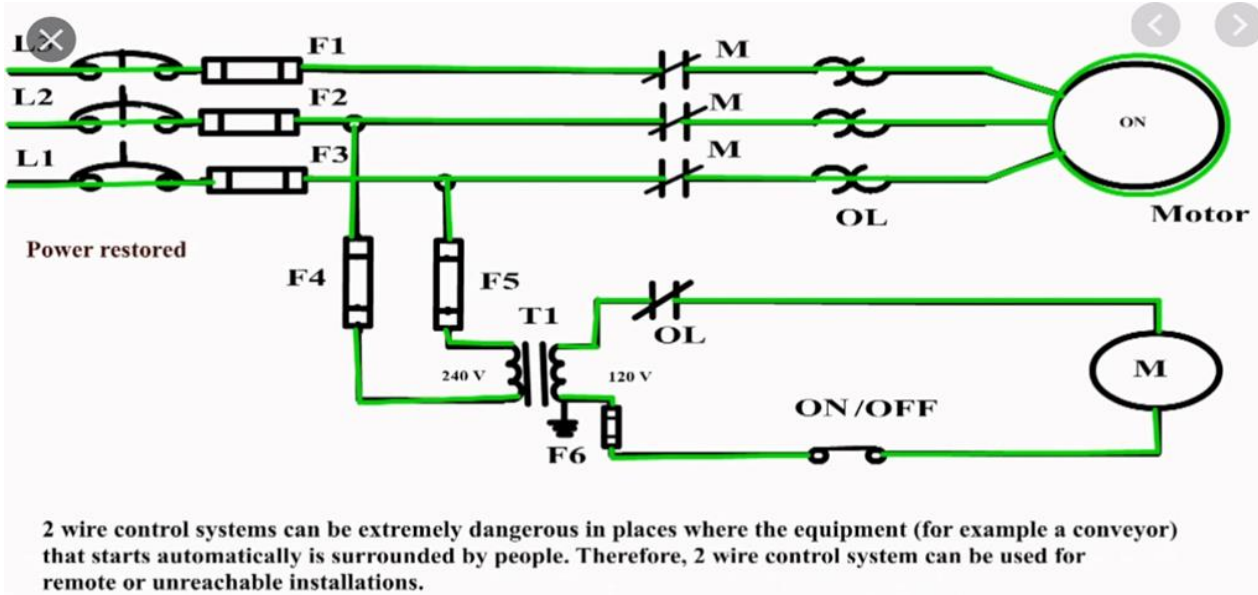 L3
F1
M
L2
F2
M
ON
L1
F3
M
OL
Motor
Power restored
F4
F5
T1
OL
240 V
120 V
M
ON/OFF
F6
2 wire control systems can be extremely dangerous in places where the equipment (for example a conveyor)
that starts automatically is surrounded by people. Therefore, 2 wire control system can be used for
remote or unreachable installations.